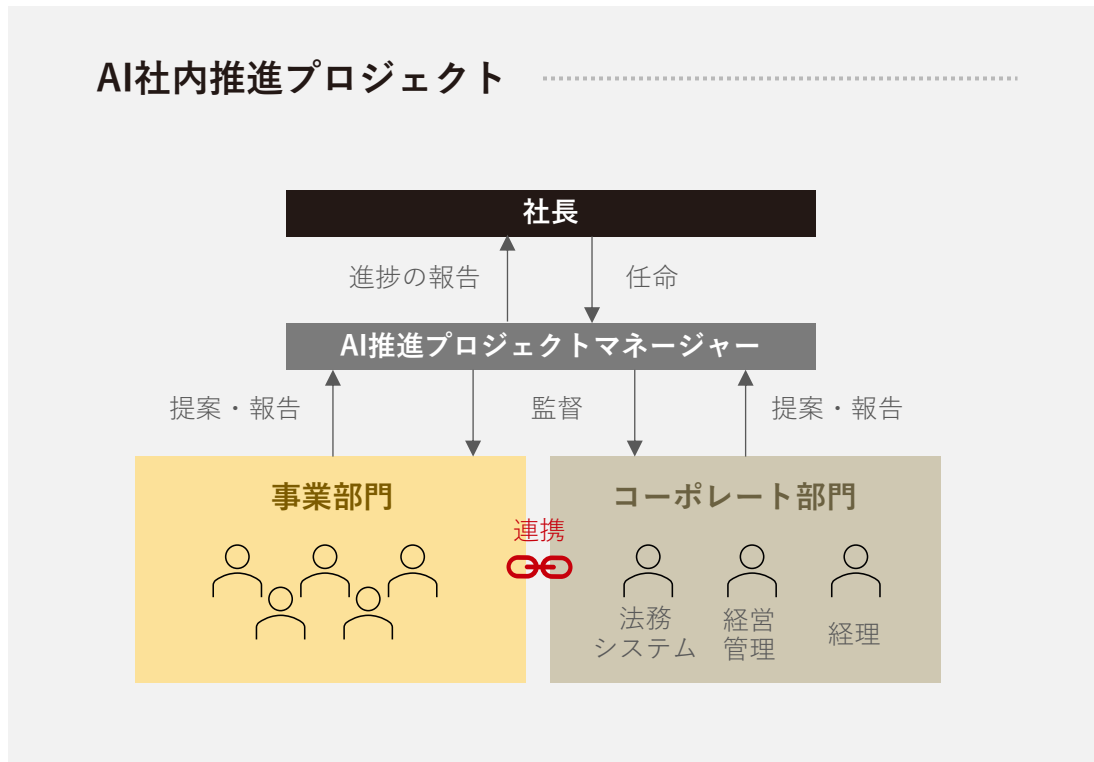 AI社内推進プロジェクト
社長
進捗の報告
任命
AI推進プロジェクトマネージャー
提案・報告
監督
提案・報告
事業部門
コーポレート部門
連携
法務
システム
経営
管理
経理